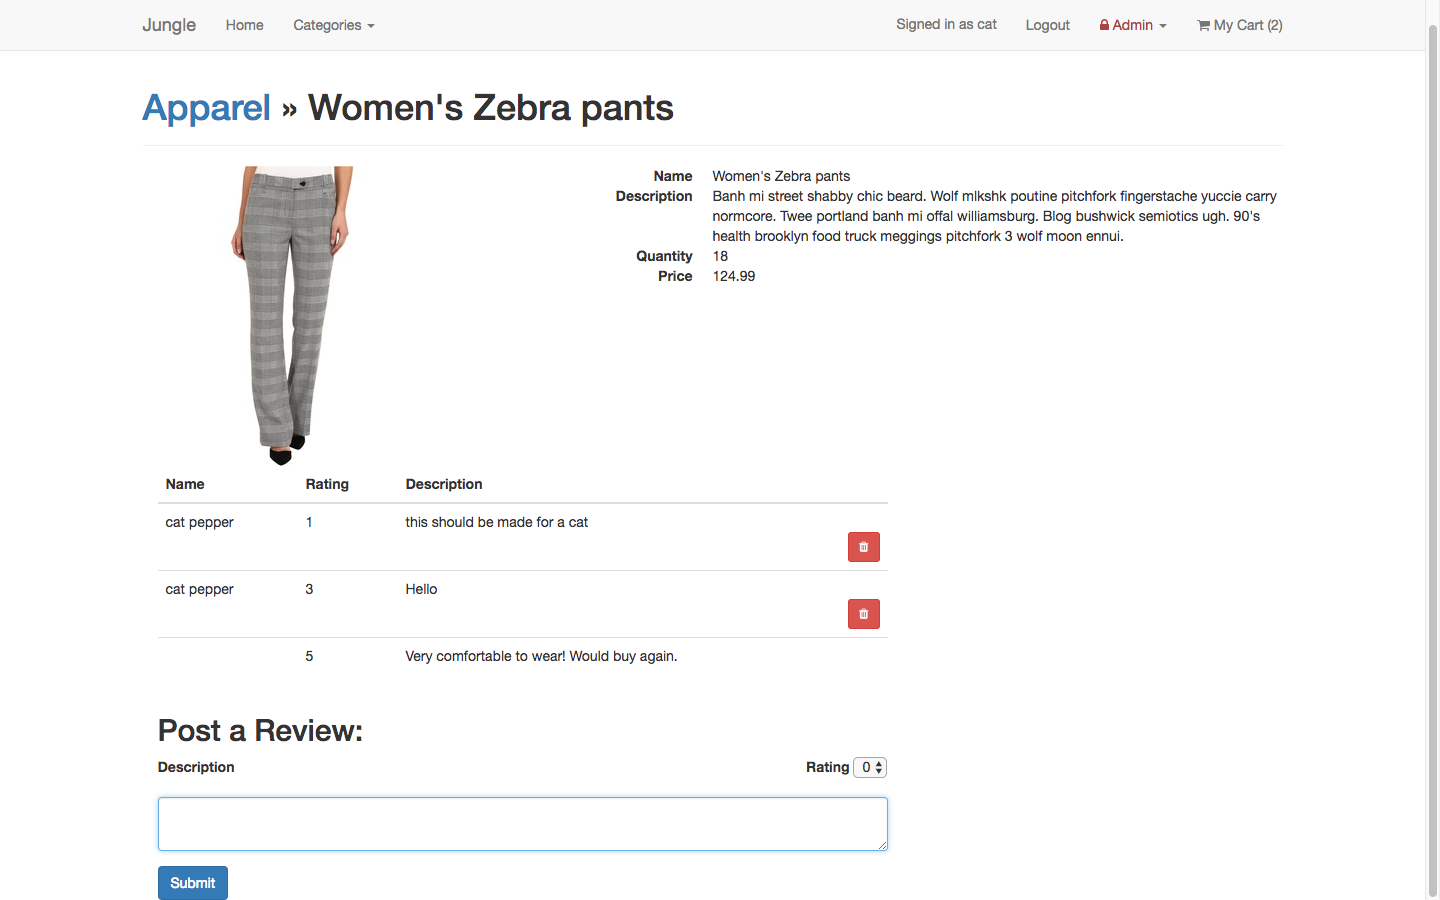 Jungle Home Categories Signed in as cat Logout Admin My Cart (2)
Apparel » Women's Zebra pants
Name Women's Zebra pants
Description Banh mi street shabby chic beard. Wolf mlkshk poutine pitchfork fingerstache yuccie carry
normcore. Twee portland banh mi offal williamsburg. Blog bushwick semiotics ugh. 90's
health brooklyn food truck meggings pitchfork 3 wolf moon ennui.
Quantity 18
Price 124.99
Name Rating Description
cat pepper 1 this should be made for a cat
cat pepper 3 Hello
5 Very comfortable to wear! Would buy again.
Post a Review:
Description Rating 0
Submit